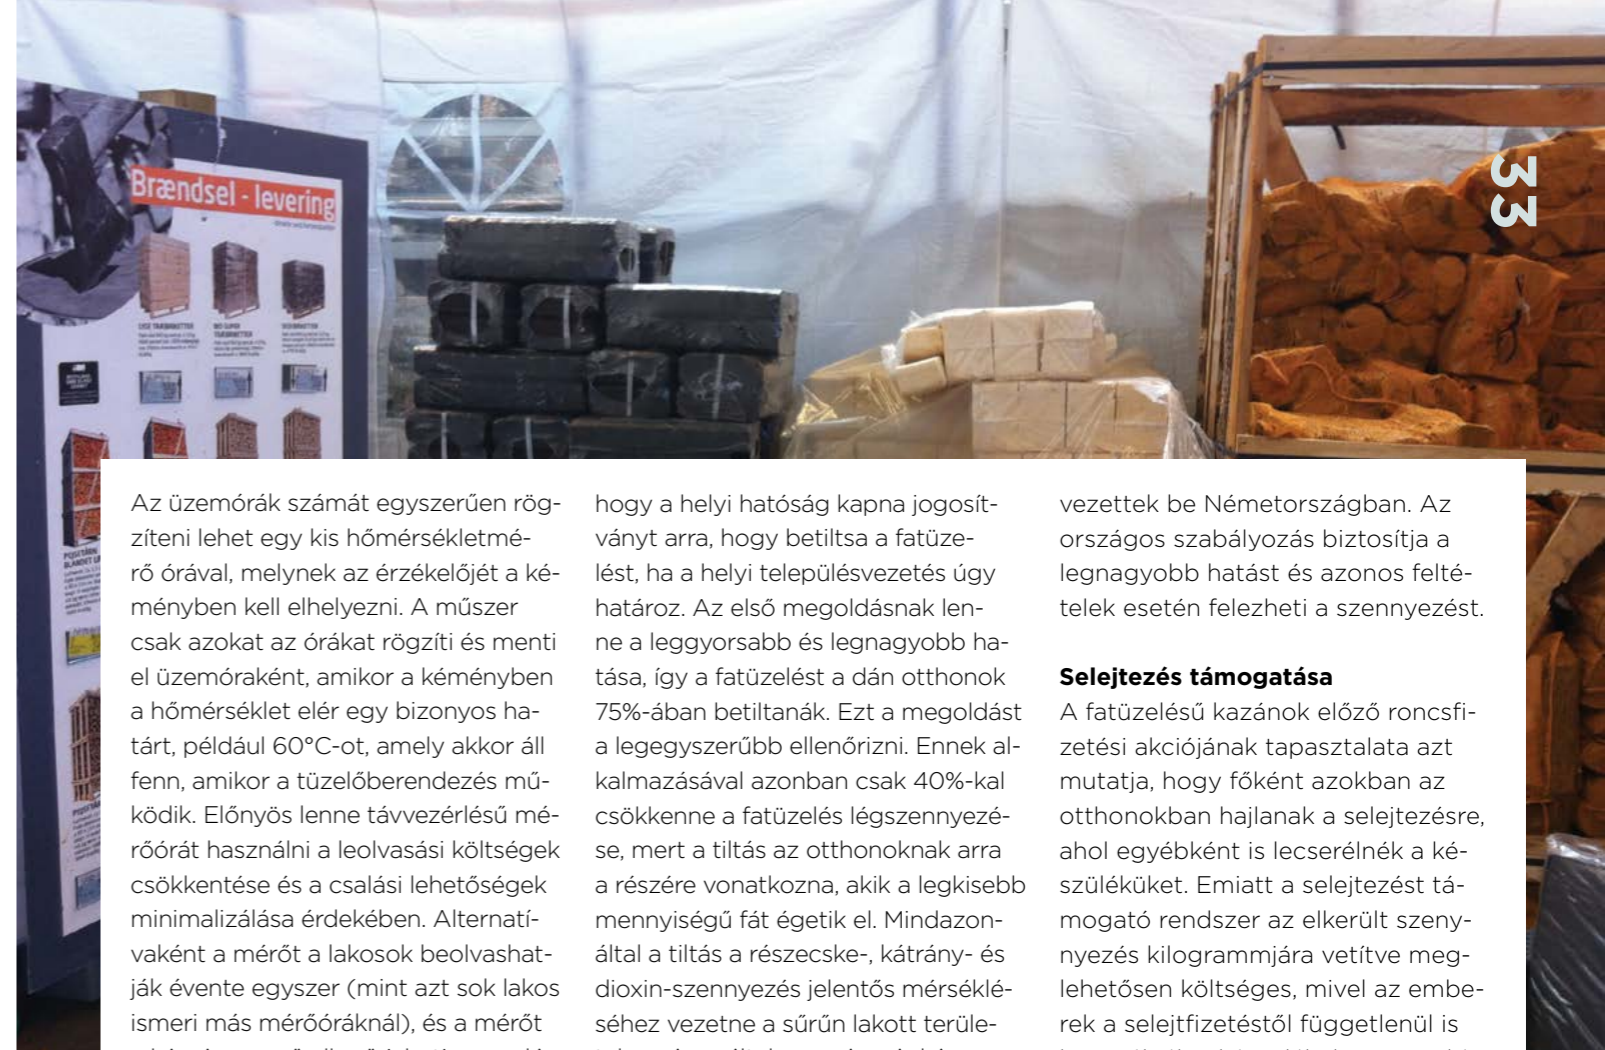 33
Brændsel - levering
Az üzemórák számát egyszerűen rög-
zíteni lehet egy kis hőmérsékletmé-
rő órával, melynek az érzékelőjét a ké-
ményben kell elhelyezni. A műszer
csak azokat az órákat rögzíti és menti
el üzemóraként, amikor a kéményben
a hőmérséklet elér egy bizonyos ha-
tárt, például 60°C-ot, amely akkor áll
fenn, amikor a tüzelőberendezés mű-
ködik. Előnyös lenne távvezérlésű mé-
rőórát használni a leolvasási költségek
csökkentése és a csalási lehetőségek
minimalizálása érdekében. Alternatí-
vaként a mérőt a lakosok beolvashat-
ják évente egyszer (mint azt sok lakos
ismeri más mérőóráknál), és a mérőt
hogy a helyi hatóság kapna jogosít-
ványt arra, hogy betiltsa a fatüze-
lést, ha a helyi településvezetés úgy
határoz. Az első megoldásnak len-
ne a leggyorsabb és legnagyobb ha-
tása, így a fatüzelést a dán otthonok
75%-ában betiltanák. Ezt a megoldást
a legegyszerűbb ellenőrizni. Ennek al-
kalmazásával azonban csak 40%-kal
csökkenne a fatüzelés légszennyezé-
se, mert a tiltás az otthonoknak arra
a részére vonatkozna, akik a legkisebb
mennyiségű fát égetik el. Mindazon-
által a tiltás a részecske-, kátrány- és
dioxin-szennyezés jelentős mérséklé-
séhez vezetne a sűrűn lakott terüle-
vezettek be Németországban. Az
országos szabályozás biztosítja a
legnagyobb hatást és azonos felté-
telek esetén felezheti a szennyezést.
Selejtezés támogatása
A fatüzelésű kazánok előző roncsfi-
zetési akciójának tapasztalata azt
mutatja, hogy főként azokban az
otthonokban hajlanak a selejtezésre,
ahol egyébként is lecserélnék a ké-
szüléküket. Emiatt a selejtezést tá-
mogató rendszer az elkerült szeny-
nyezés kilogrammjára vetítve meg-
lehetősen költséges, mivel az embe-
rek a selejtfizetéstől függetlenül is